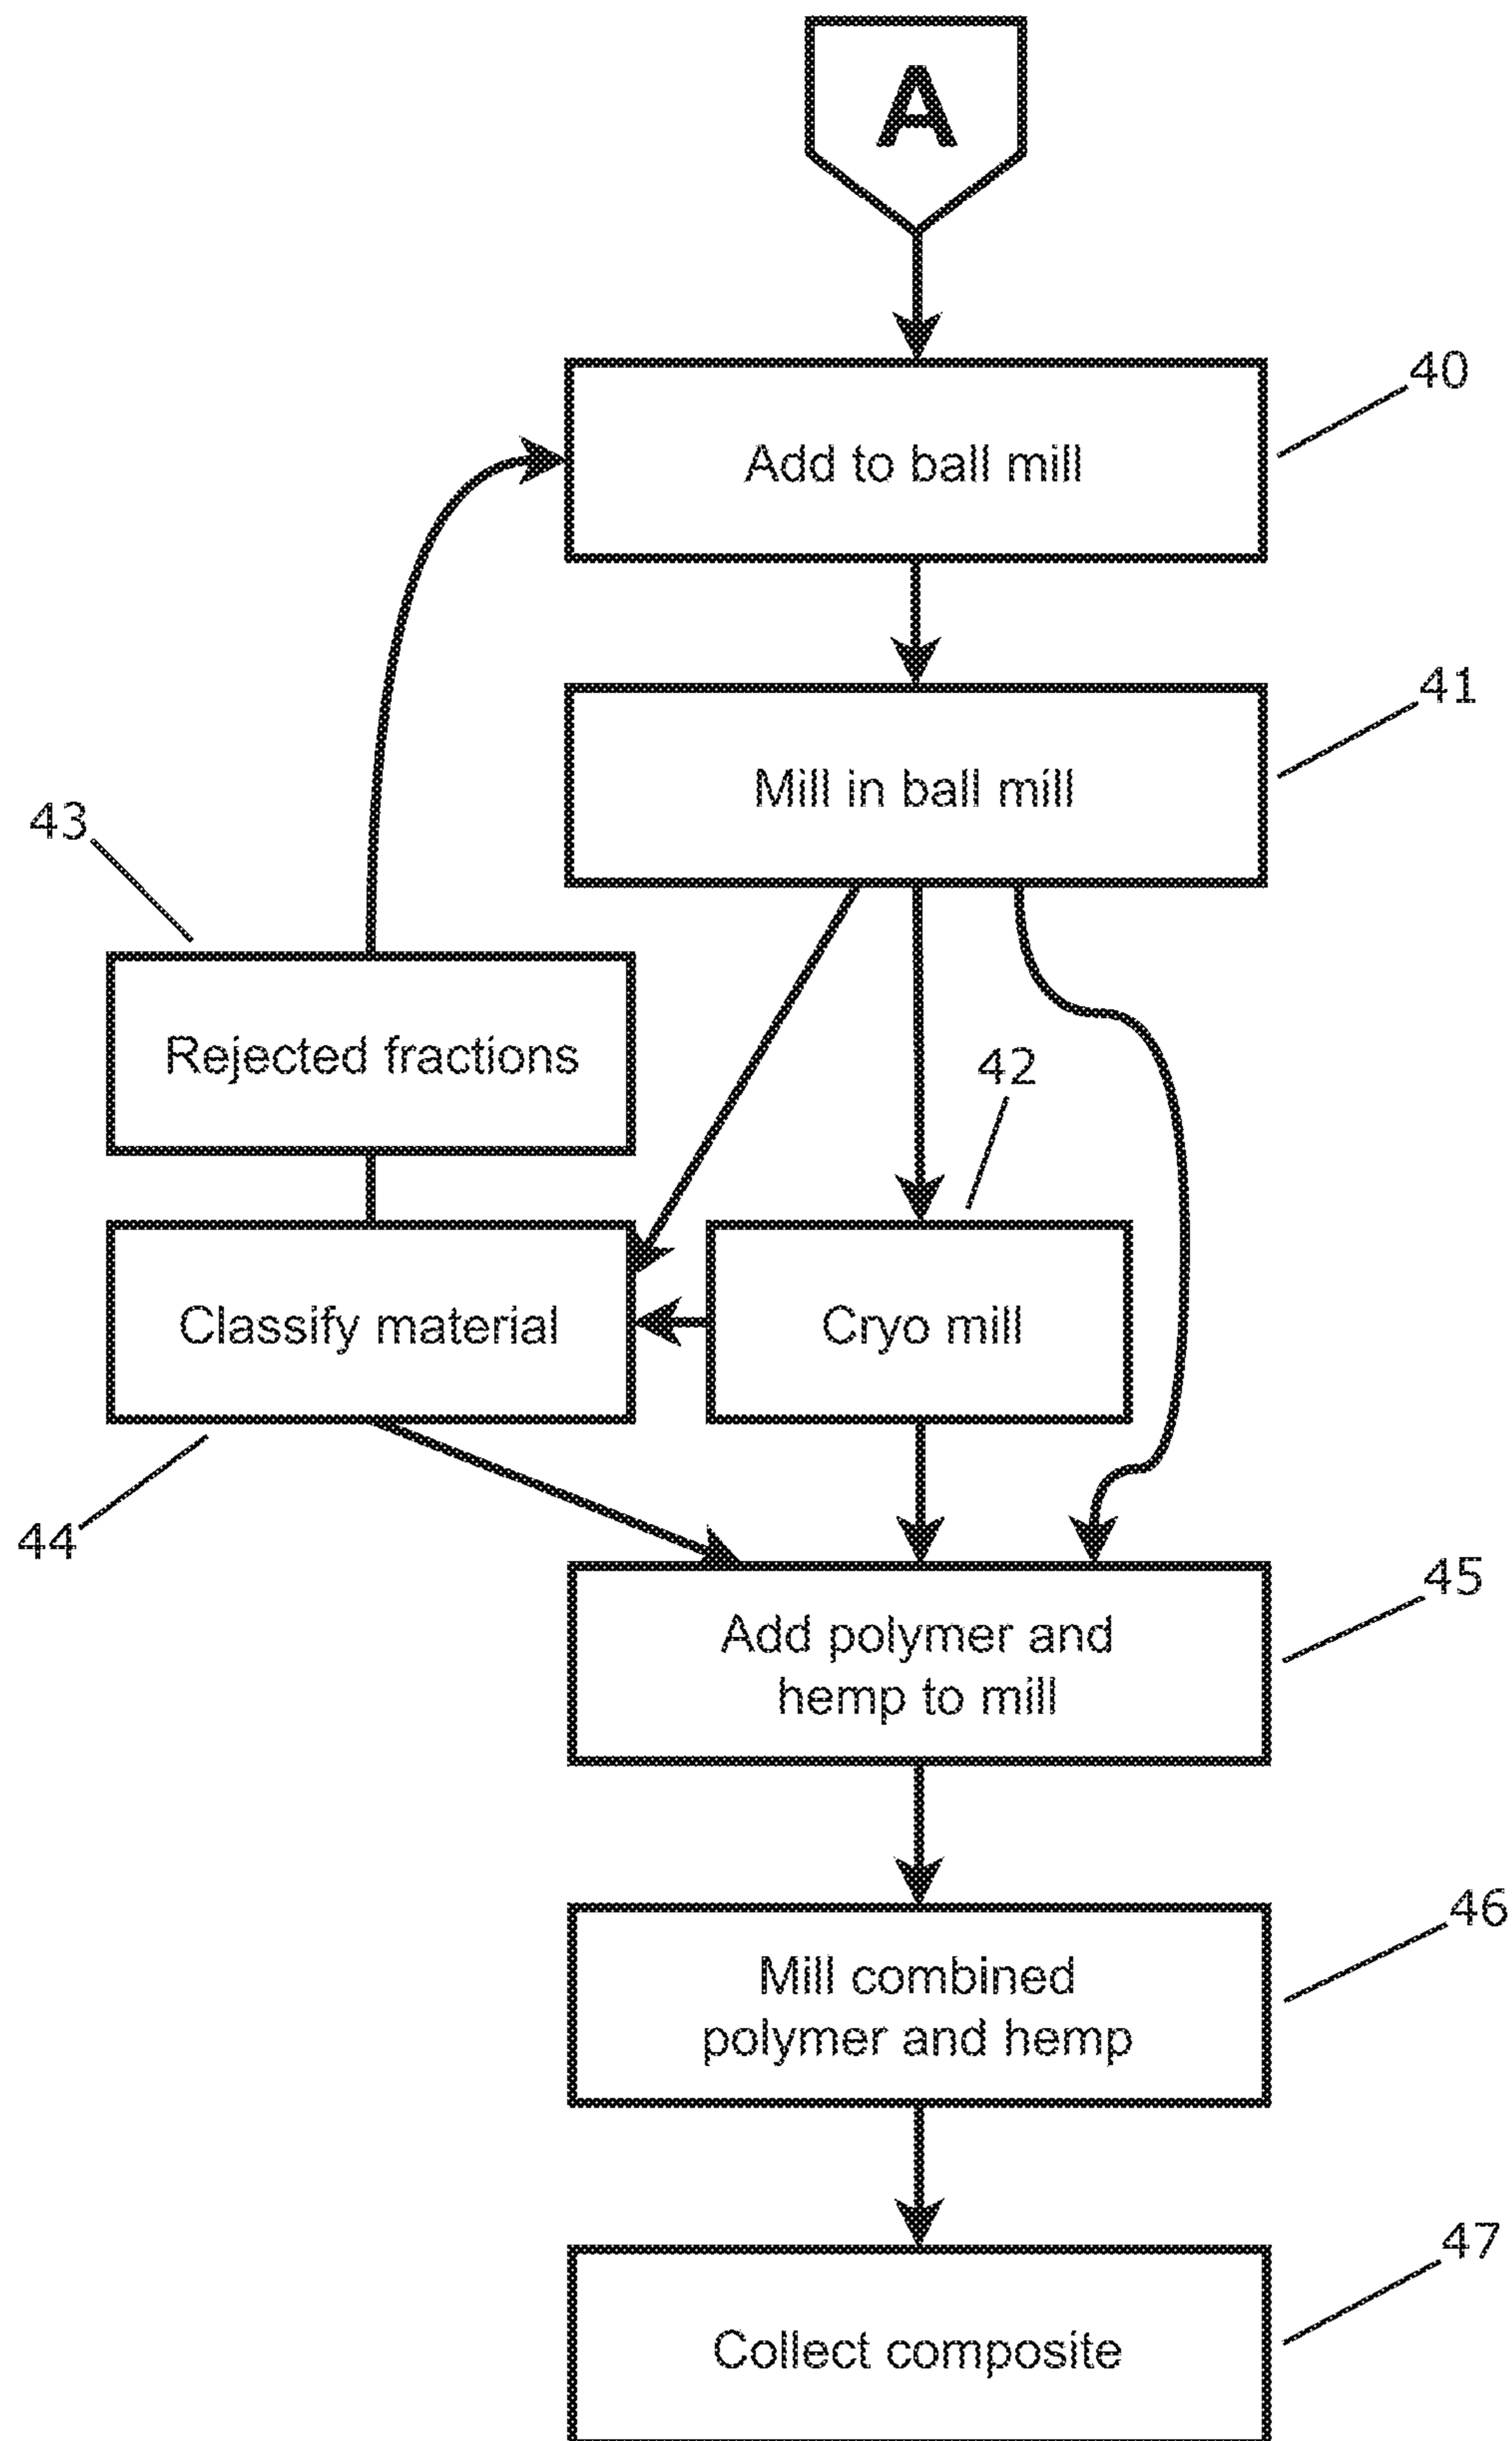 A
40
Add to ball mill
41
Mill in ball mill
43
Rejected fractions
42
Classify material
Cryo mill
44
45
Add polymer and
hemp to mill
46
Mill combined
polymer and hemp
47
Collect composite